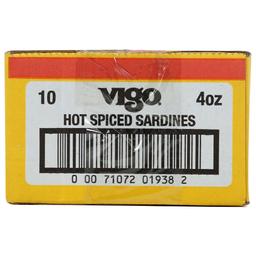 10 VIGO 4oz
HOT SPICED SARDINES
0 00 71072 01938 2